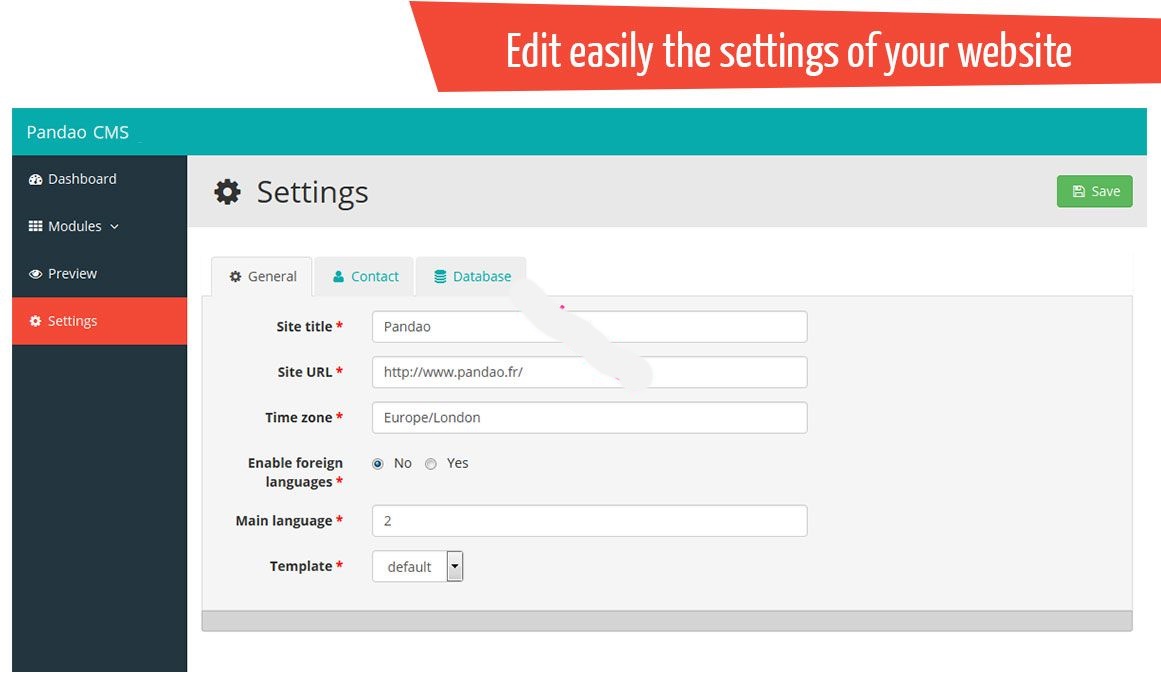 Edit easily the settings of your website
Pandao CMS
Dashboard
Modules
Preview
Settings
Settings
Save
General
Contact
Database
Site title *
Pandao
Site URL *
http://www.pandao.fr/
Time zone *
Europe/London
Enable foreign
languages *
No
Yes
Main language *
2
Template *
default